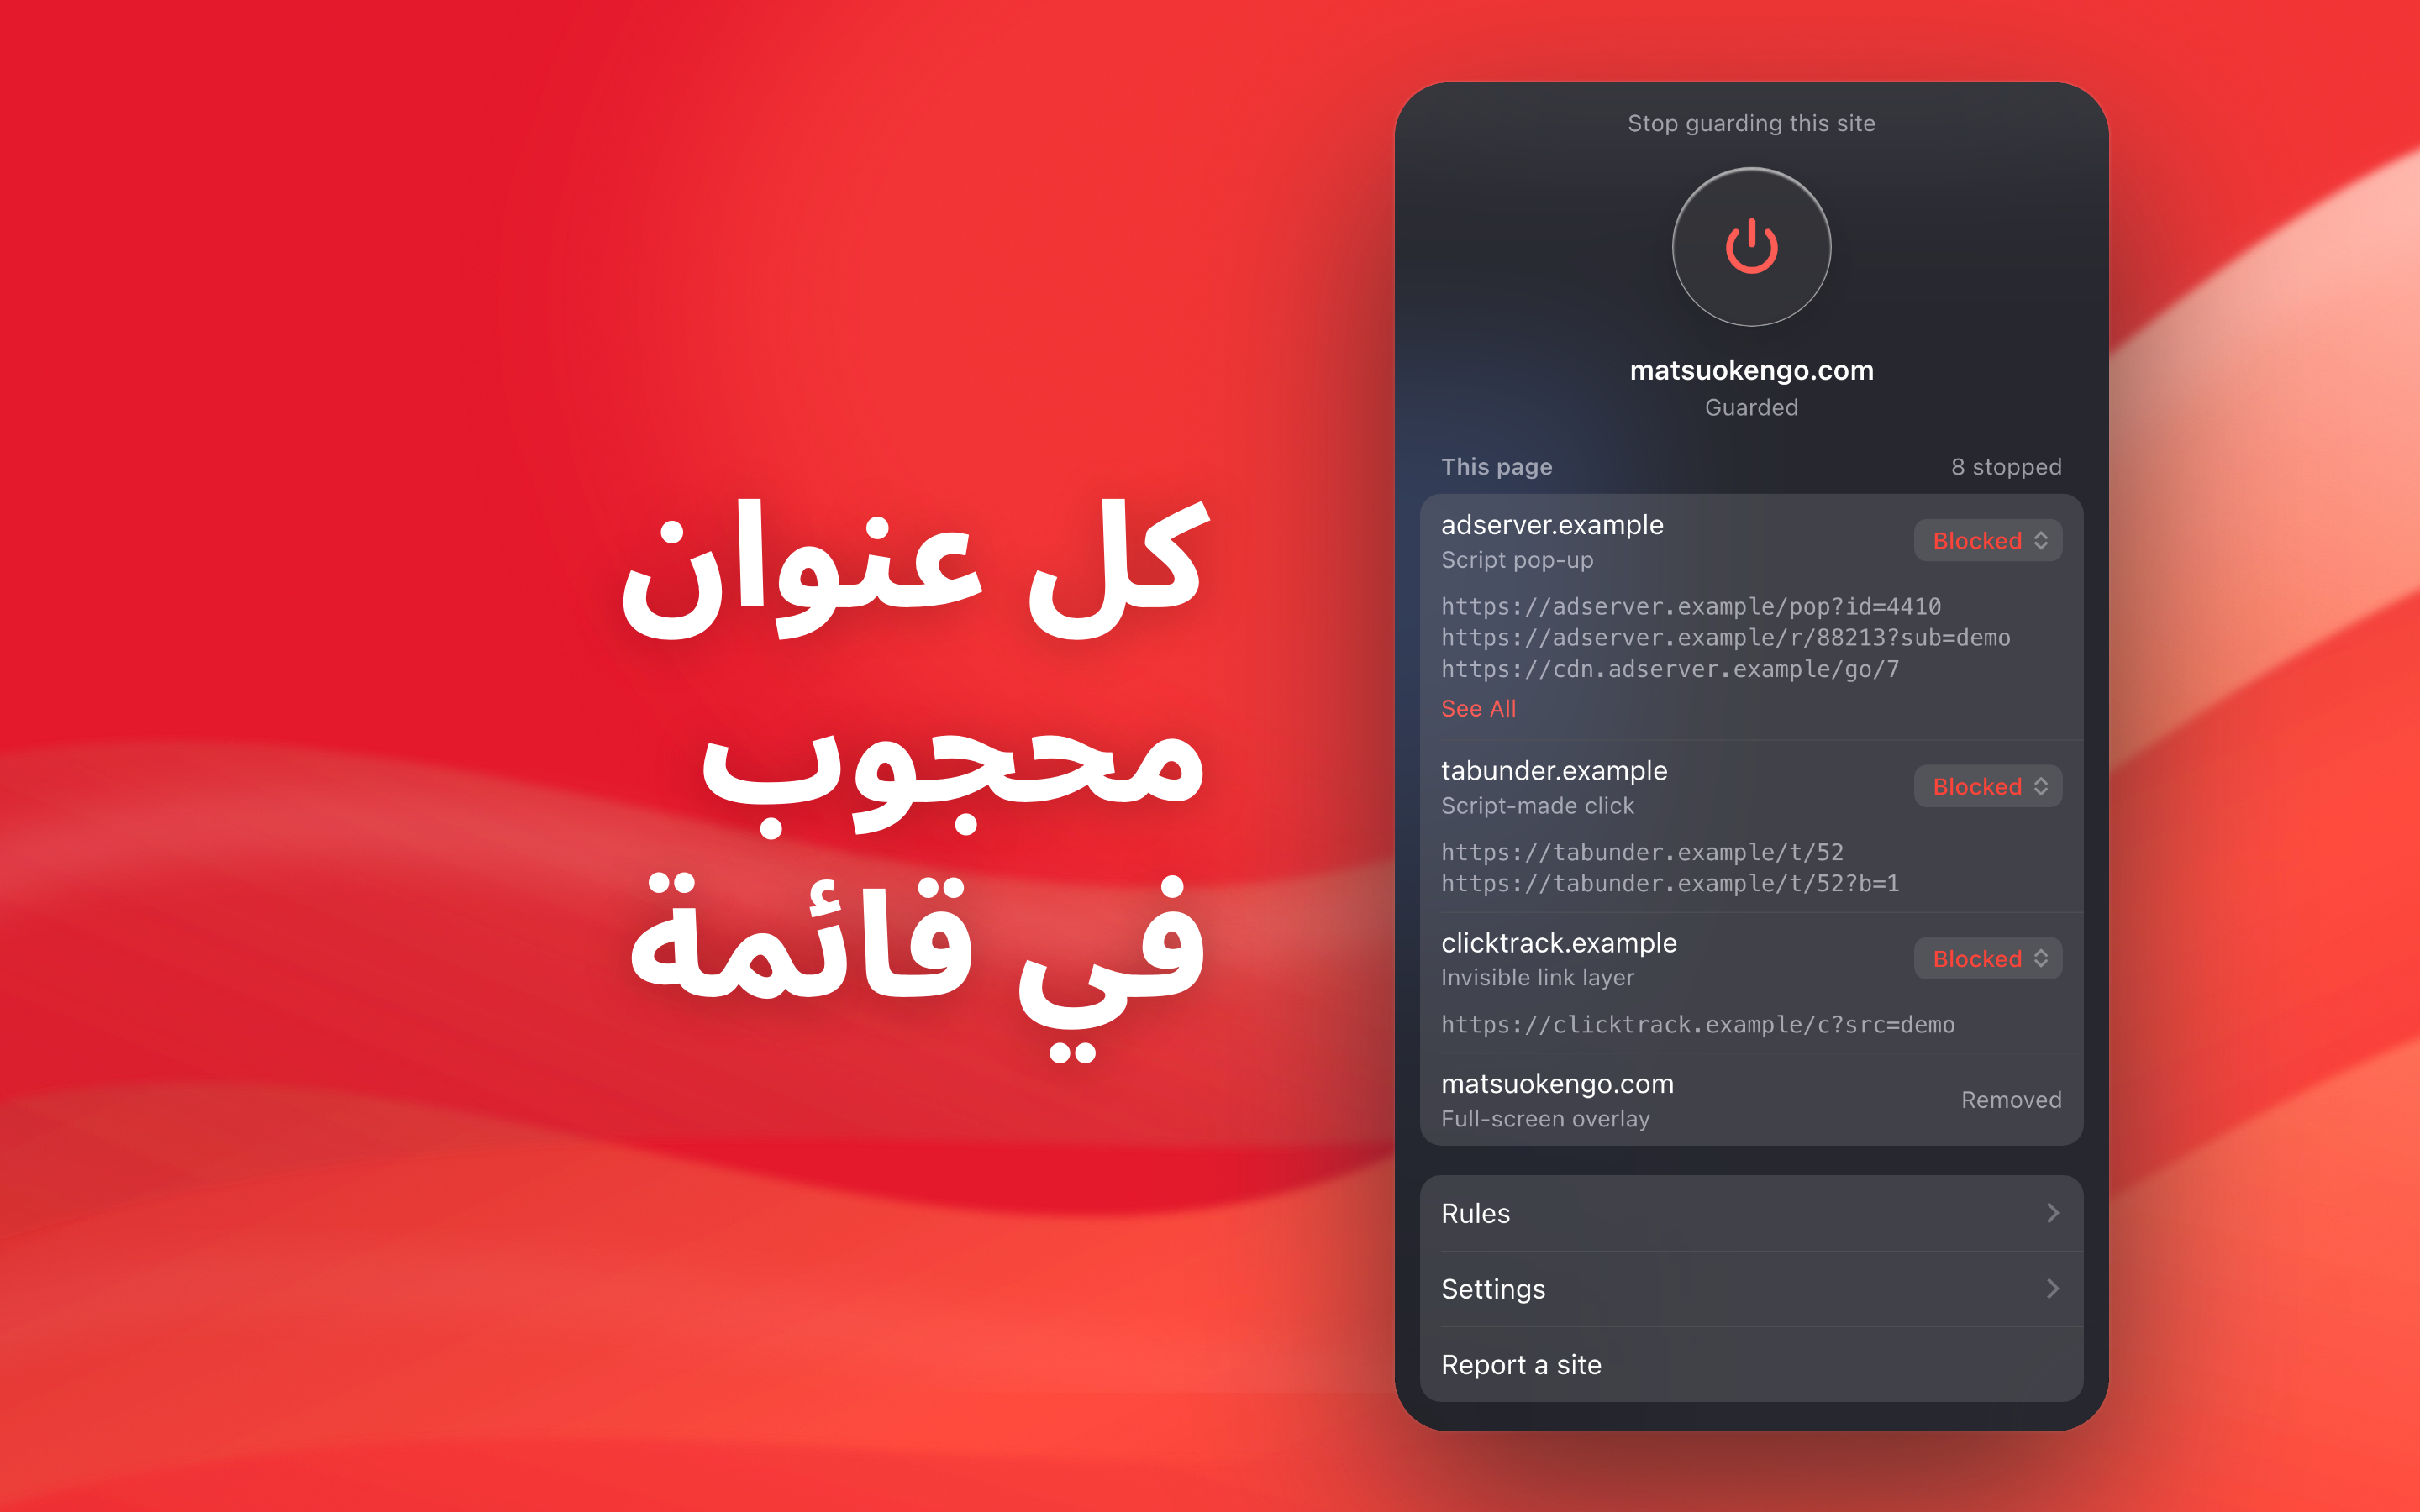 كل عنوان
محجوب
في قائمة
Stop guarding this site
matsuokengo.com
Guarded
This page
8 stopped
adserver.example
Script pop-up
Blocked
https://adserver.example/pop?id=4410
https://adserver.example/r/88213?sub=demo
https://cdn.adserver.example/go/7
See All
tabunder.example
Script-made click
Blocked
https://tabunder.example/t/52
https://tabunder.example/t/52?b=1
clicktrack.example
Invisible link layer
Blocked
https://clicktrack.example/c?src=demo
matsuokengo.com
Full-screen overlay
Removed
Rules
Settings
Report a site